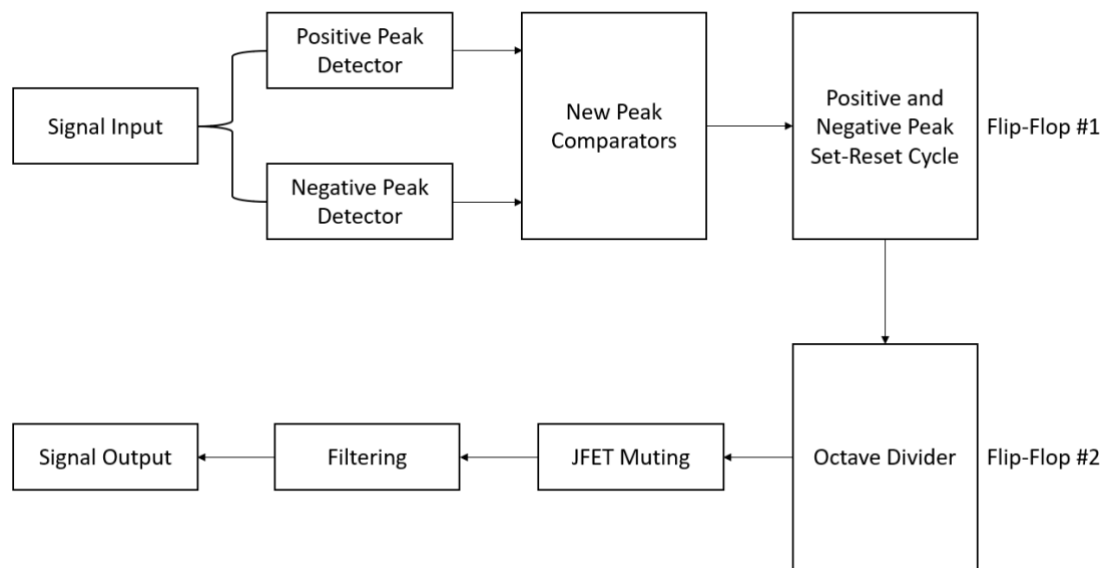 Signal Input
Positive Peak
Detector
Negative Peak
Detector
New Peak
Comparators
Positive and
Negative Peak
Set-Reset Cycle
Flip-Flop #1
Signal Output
Filtering
JFET Muting
Octave Divider
Flip-Flop #2